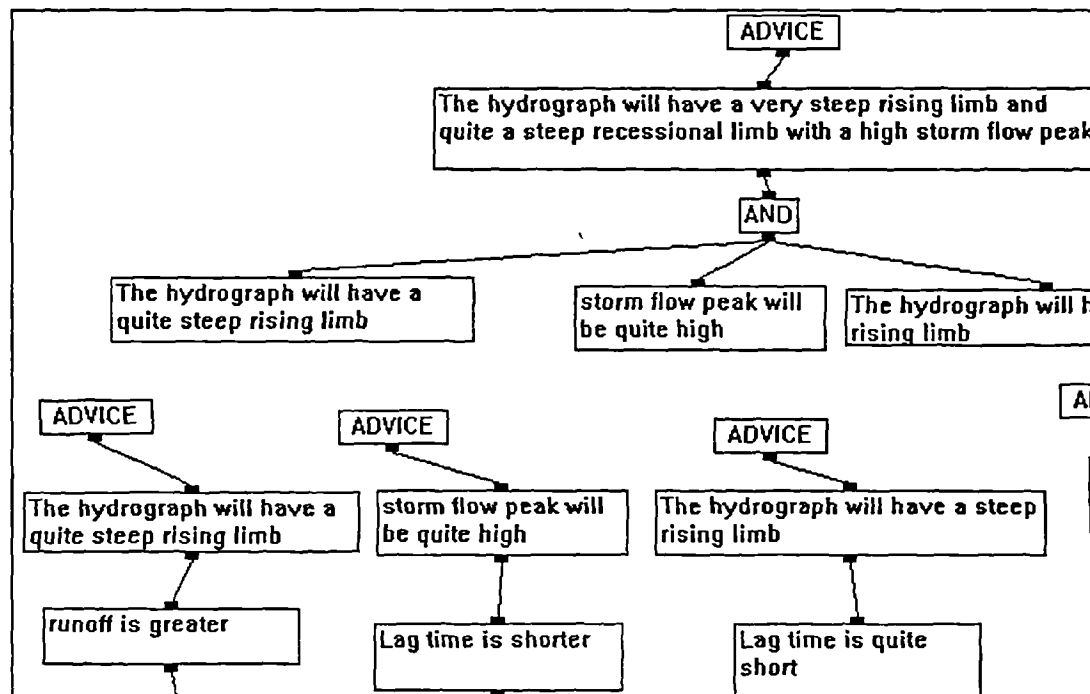 ADVICE
The hydrograph will have a very steep rising limb and
quite a steep recessional limb with a high storm flow peak
AND
The hydrograph will have a
quite steep rising limb
storm flow peak will
be quite high
The hydrograph will
rising limb
ADVICE
ADVICE
ADVICE
The hydrograph will have a
quite steep rising limb
storm flow peak will
be quite high
The hydrograph will have a steep
rising limb
runoff is greater
Lag time is shorter
Lag time is quite
short